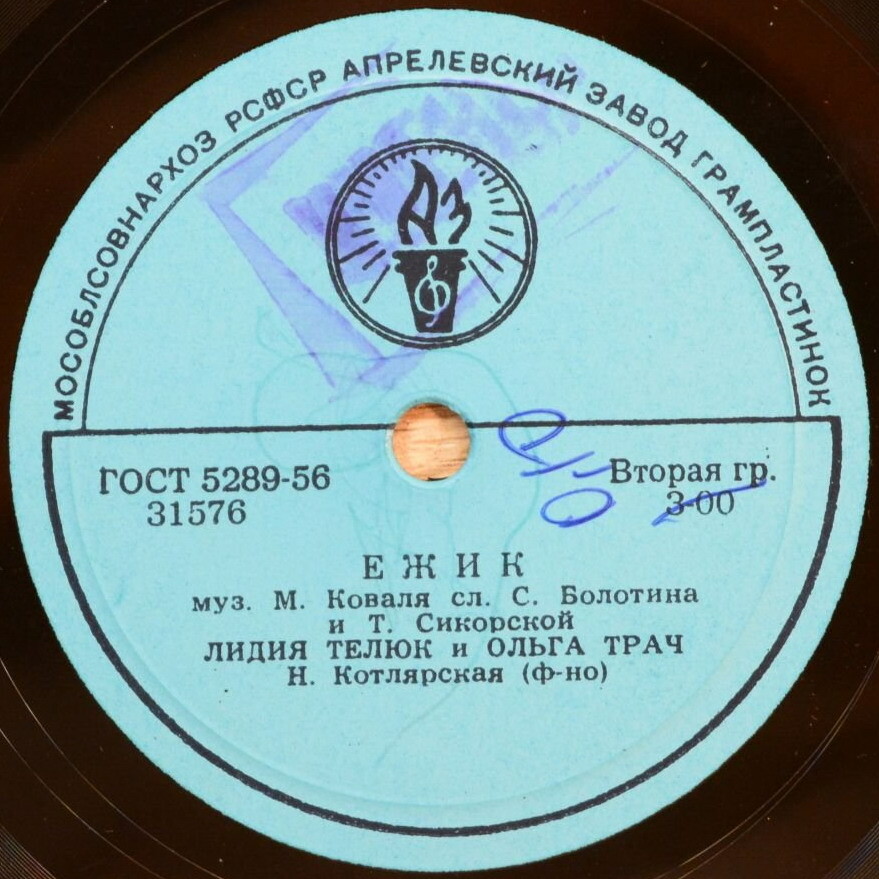 МОСОБЛСОВНАРХОЗ РСФСР АПРЕЛЕВСКИЙ ЗАВОД ГРАМПЛАСТИНОК
АЗ
ГОСТ 5289-56
31576
Вторая гр.
3-00
ЕЖИК
муз. М. Коваля сл. С. Болотина
и Т. Сикорской
ЛИДИЯ ТЕЛЮК и ОЛЬГА ТРАЧ
Н. Котлярская (ф-но)